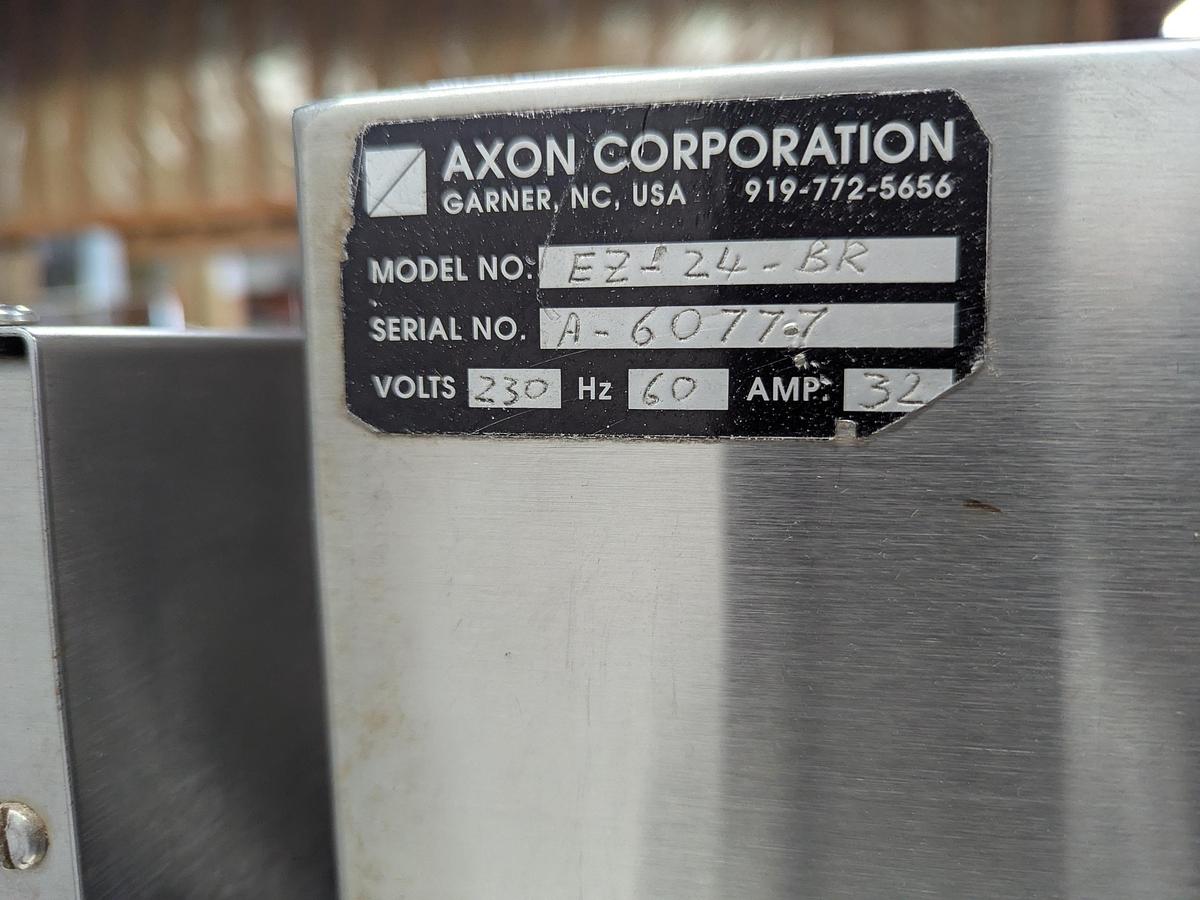 AXON CORPORATION
GARNER, NC, USA 919-772-5656
MODEL NO. EZ-24-BR
SERIAL NO. A-60777
VOLTS 230 Hz 60 AMP. 32